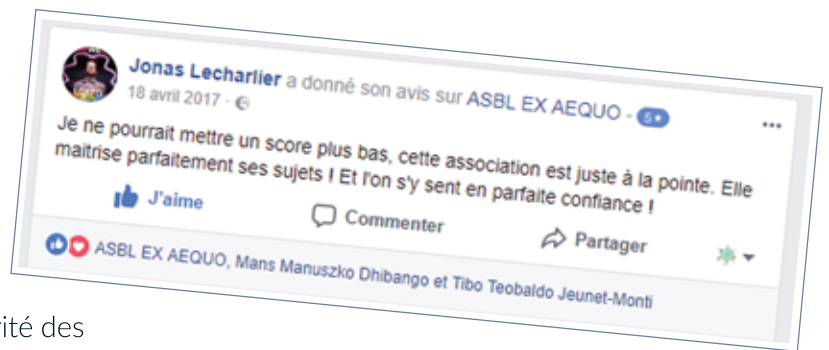 Jonas Lecharlier a donné son avis sur ASBL EX AEQUO - 5★
18 avril 2017 ·
Je ne pourrait mettre un score plus bas, cette association est juste à la pointe. Elle
maitrise parfaitement ses sujets ! Et l'on s'y sent en parfaite confiance !
J'aime Commenter Partager
ASBL EX AEQUO, Mans Manuszko Dhibango et Tibo Teobaldo Jeunet-Monti
rité des